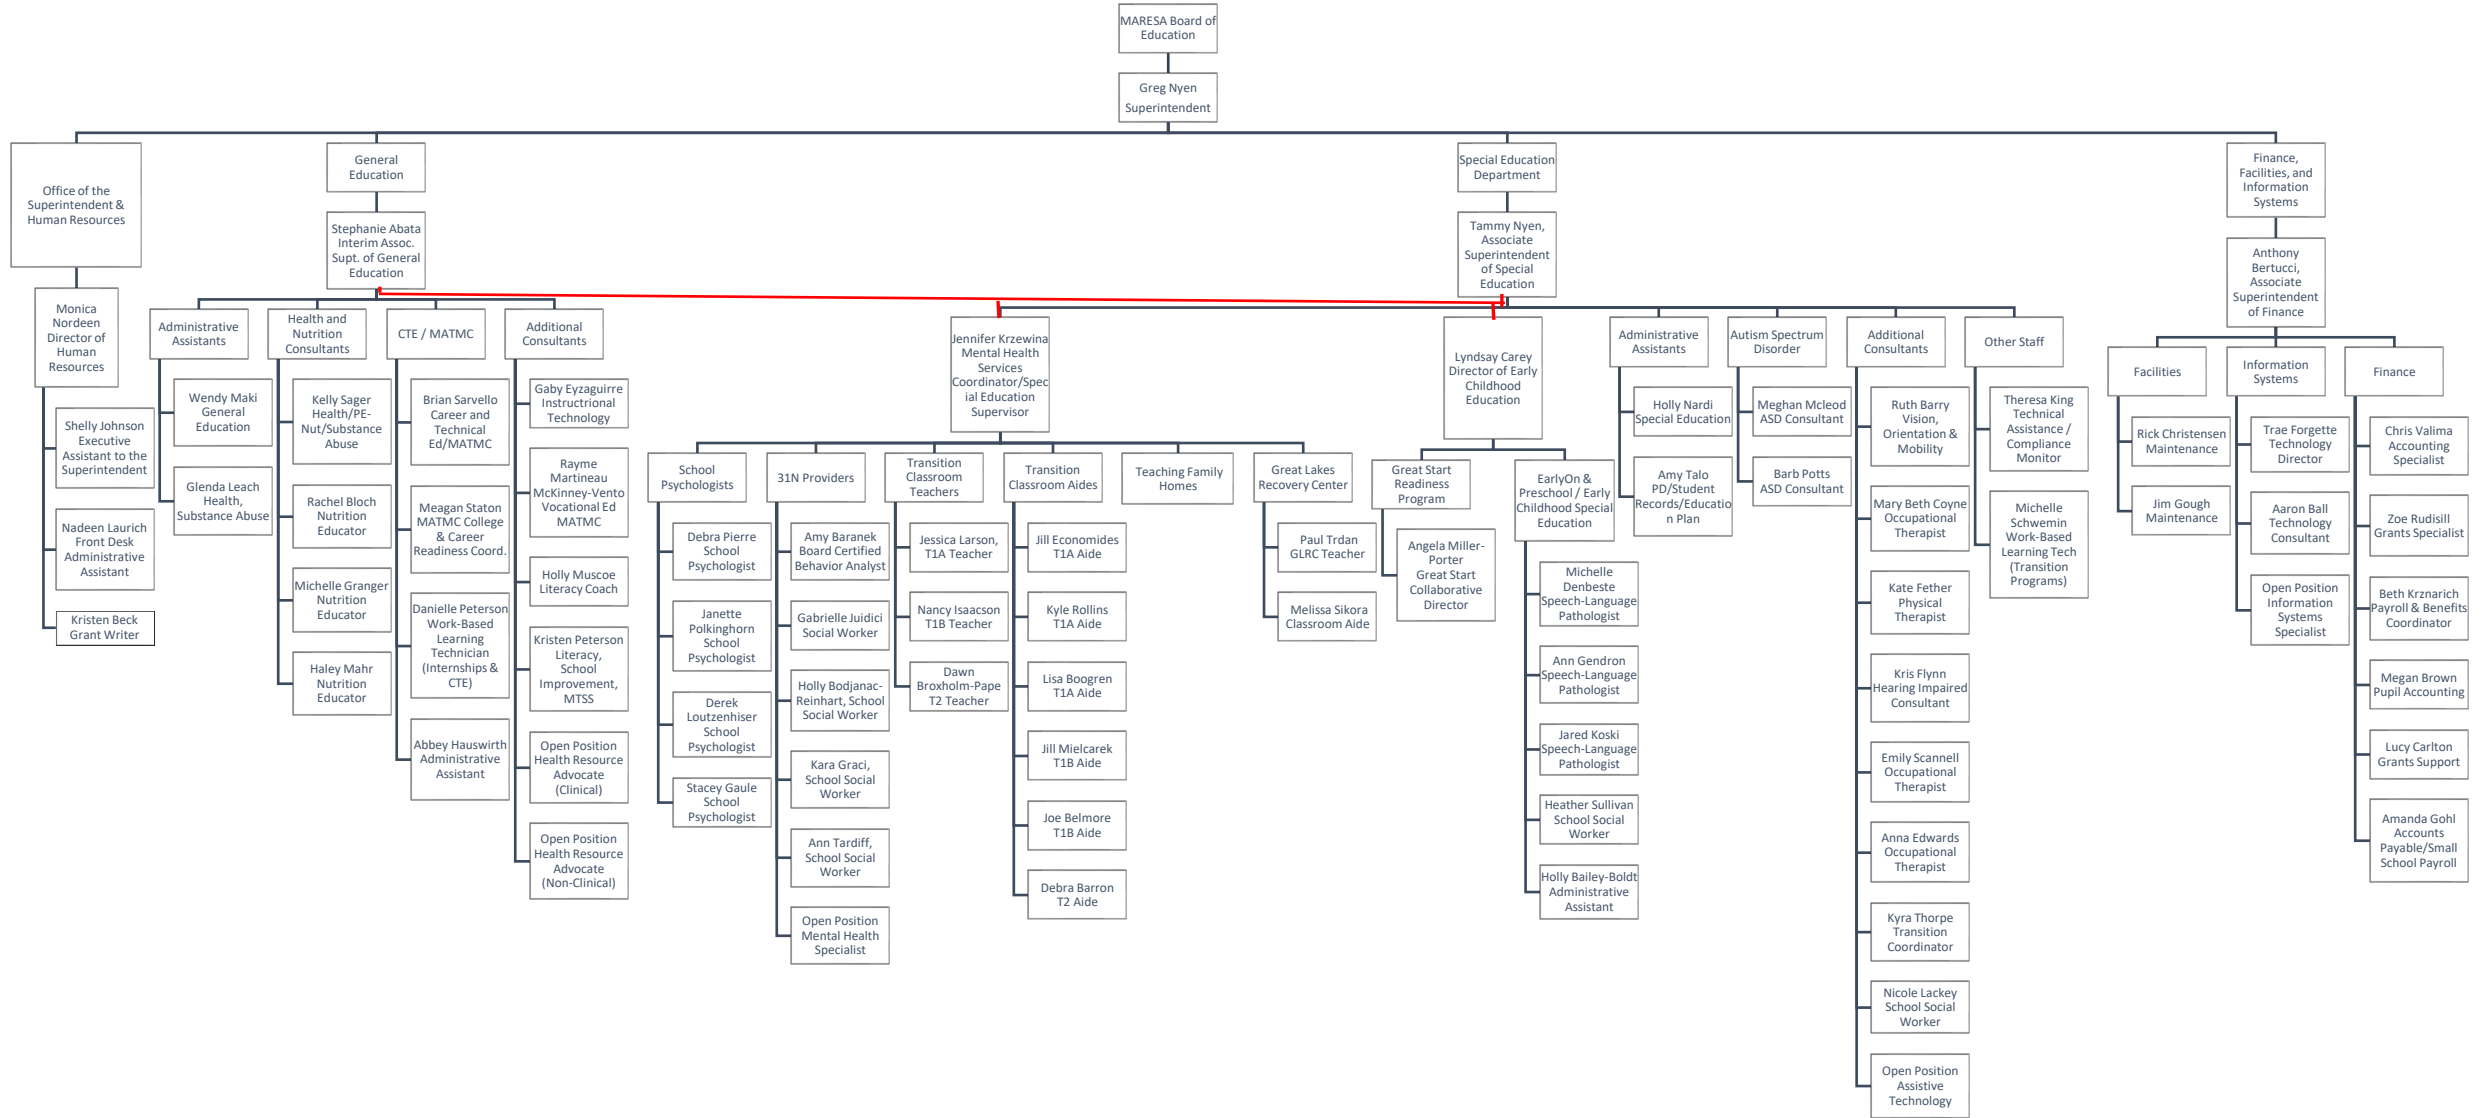 MARESA Board of
Education
Greg Nyen
Superintendent
Office of the
Superintendent &
Human Resources
Monica
Nordeen
Director of
Human
Resources
Shelly Johnson
Executive
Assistant to the
Superintendent
Nadeen Laurich
Front Desk
Administrative
Assistant
Kristen Beck
Grant Writer
General
Education
Stephanie Abata
Interim Assoc.
Supt. of General
Education
Administrative
Assistants
Wendy Maki
General
Education
Glenda Leach
Health,
Substance Abuse
Health and
Nutrition
Consultants
Kelly Sager
Health/PE-
Nut/Substance
Abuse
Rachel Bloch
Nutrition
Educator
Michelle Granger
Nutrition
Educator
Haley Mahr
Nutrition
Educator
CTE / MATMC
Brian Sarvello
Career and
Technical
Ed/MATMC
Meagan Staton
MATMC College
& Career
Readiness Coord.
Danielle Peterson
Work-Based
Learning
Technician
(Internships &
CTE)
Abbey Hauswirth
Administrative
Assistant
Additional
Consultants
Gaby Eyzaguirre
Instructrional
Technology
Rayme
Martineau
McKinney-Vento
Vocational Ed
MATMC
Holly Muscoe
Literacy Coach
Kristen Peterson
Literacy,
School
Improvement,
MTSS
Open Position
Health Resource
Advocate
(Clinical)
Open Position
Health Resource
Advocate
(Non-Clinical)
Special Education
Department
Tammy Nyen,
Associate
Superintendent
of Special
Education
Jennifer Krzewina
Mental Health
Services
Coordinator/Spec
ial Education
Supervisor
School
Psychologists
Debra Pierre
School
Psychologist
Janette
Polkinghorn
School
Psychologist
Derek
Loutzenhiser
School
Psychologist
Stacey Gaule
School
Psychologist
31N Providers
Amy Baranek
Board Certified
Behavior Analyst
Gabrielle Juidici
Social Worker
Holly Bodjanac-
Reinhart, School
Social Worker
Kara Graci,
School Social
Worker
Ann Tardiff,
School Social
Worker
Open Position
Mental Health
Specialist
Transition
Classroom
Teachers
Jessica Larson,
T1A Teacher
Nancy Isaacson
T1B Teacher
Dawn
Broxholm-Pape
T2 Teacher
Transition
Classroom Aides
Jill Economides
T1A Aide
Kyle Rollins
T1A Aide
Lisa Boogren
T1A Aide
Jill Mielcarek
T1B Aide
Joe Belmore
T1B Aide
Debra Barron
T2 Aide
Teaching Family
Homes
Great Lakes
Recovery Center
Paul Trdan
GLRC Teacher
Melissa Sikora
Classroom Aide
Lyndsay Carey
Director of Early
Childhood
Education
Great Start
Readiness
Program
Angela Miller-
Porter
Great Start
Collaborative
Director
EarlyOn &
Preschool / Early
Childhood Special
Education
Michelle
Denbeste
Speech-Language
Pathologist
Ann Gendron
Speech-Language
Pathologist
Jared Koski
Speech-Language
Pathologist
Heather Sullivan
School Social
Worker
Holly Bailey-Boldt
Administrative
Assistant
Administrative
Assistants
Holly Nardi
Special Education
Amy Talo
PD/Student
Records/Educatio
n Plan
Autism Spectrum
Disorder
Meghan Mcleod
ASD Consultant
Barb Potts
ASD Consultant
Additional
Consultants
Ruth Barry
Vision,
Orientation &
Mobility
Mary Beth Coyne
Occupational
Therapist
Kate Fether
Physical
Therapist
Kris Flynn
Hearing Impaired
Consultant
Emily Scannell
Occupational
Therapist
Anna Edwards
Occupational
Therapist
Kyra Thorpe
Transition
Coordinator
Nicole Lackey
School Social
Worker
Open Position
Assistive
Technology
Other Staff
Theresa King
Technical
Assistance /
Compliance
Monitor
Michelle
Schwemin
Work-Based
Learning Tech
(Transition
Programs)
Finance,
Facilities, and
Information
Systems
Anthony
Bertucci,
Associate
Superintendent
of Finance
Facilities
Rick Christensen
Maintenance
Jim Gough
Maintenance
Information
Systems
Trae Forgette
Technology
Director
Aaron Ball
Technology
Consultant
Open Position
Information
Systems
Specialist
Finance
Chris Valima
Accounting
Specialist
Zoe Rudisill
Grants Specialist
Beth Krznarich
Payroll & Benefits
Coordinator
Megan Brown
Pupil Accounting
Lucy Carlton
Grants Support
Amanda Gohl
Accounts
Payable/Small
School Payroll